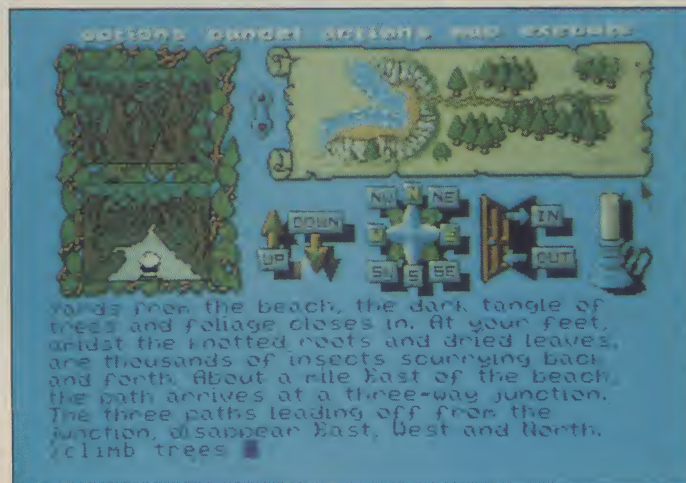 options bundel actions map execute
NW N NE
UP DOWN W E IN
SW S SE OUT
yards from the beach, the dark tangle of
trees and foliage closes in. At your feet,
amidst the knotted roots and dried leaves,
are thousands of insects scurrying back
and forth. About a mile East of the beach,
the path arrives at a three-way junction.
The three paths leading off from the
junction, disappear East, West and North.
climb trees